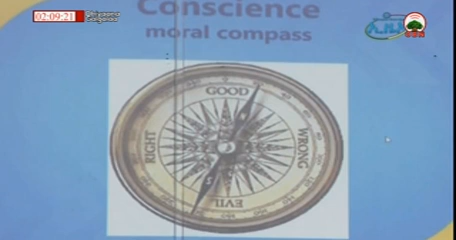 Conscience
moral compass
02:09:21
GOOD
RIGHT
WRONG
EVIL